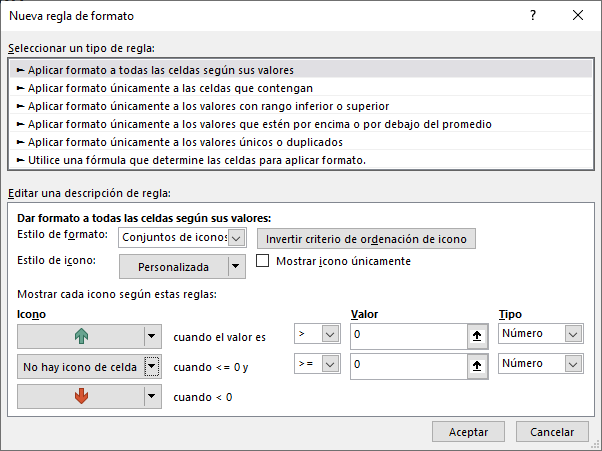 Nueva regla de formato ?
Seleccionar un tipo de regla:
► Aplicar formato a todas las celdas según sus valores
► Aplicar formato únicamente a las celdas que contengan
► Aplicar formato únicamente a los valores con rango inferior o superior
► Aplicar formato únicamente a los valores que estén por encima o por debajo del promedio
► Aplicar formato únicamente a los valores únicos o duplicados
► Utilice una fórmula que determine las celdas para aplicar formato.
Editar una descripción de regla:
Dar formato a todas las celdas según sus valores:
Estilo de formato: Conjuntos de iconos Invertir criterio de ordenación de icono
Estilo de icono: Personalizada Mostrar icono únicamente
Mostrar cada icono según estas reglas:
Icono Valor Tipo
cuando el valor es > 0 Número
No hay icono de celda cuando <= 0 y >= 0 Número
cuando < 0
Aceptar Cancelar